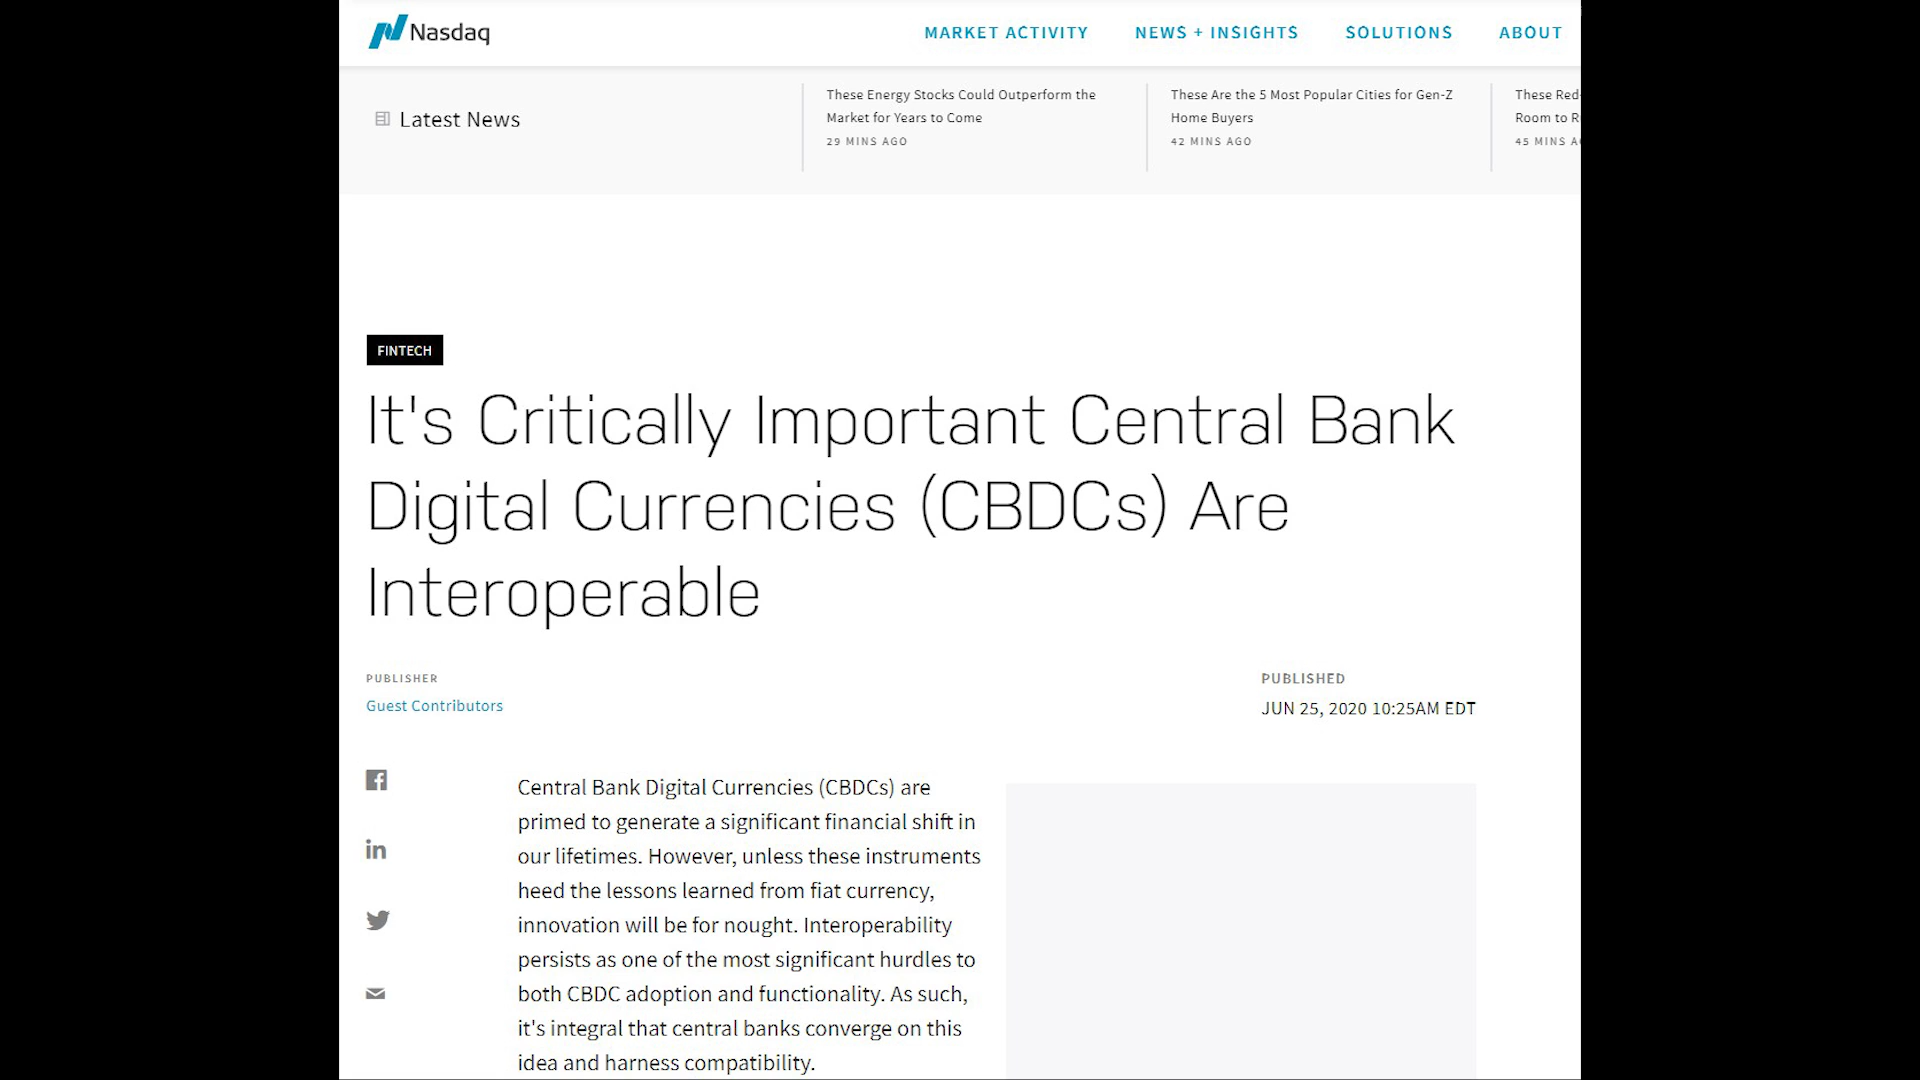 Nasdaq
MARKET ACTIVITY
NEWS + INSIGHTS
SOLUTIONS
ABOUT
Latest News
These Energy Stocks Could Outperform the
Market for Years to Come
29 MINS AGO
These Are the 5 Most Popular Cities for Gen-Z
Home Buyers
42 MINS AGO
These Red
Room to R
45 MINS A
FINTECH
It's Critically Important Central Bank
Digital Currencies (CBDCs) Are
Interoperable
PUBLISHER
Guest Contributors
PUBLISHED
JUN 25, 2020 10:25AM EDT
Central Bank Digital Currencies (CBDCs) are
primed to generate a significant financial shift in
our lifetimes. However, unless these instruments
heed the lessons learned from fiat currency,
innovation will be for nought. Interoperability
persists as one of the most significant hurdles to
both CBDC adoption and functionality. As such,
it's integral that central banks converge on this
idea and harness compatibility.